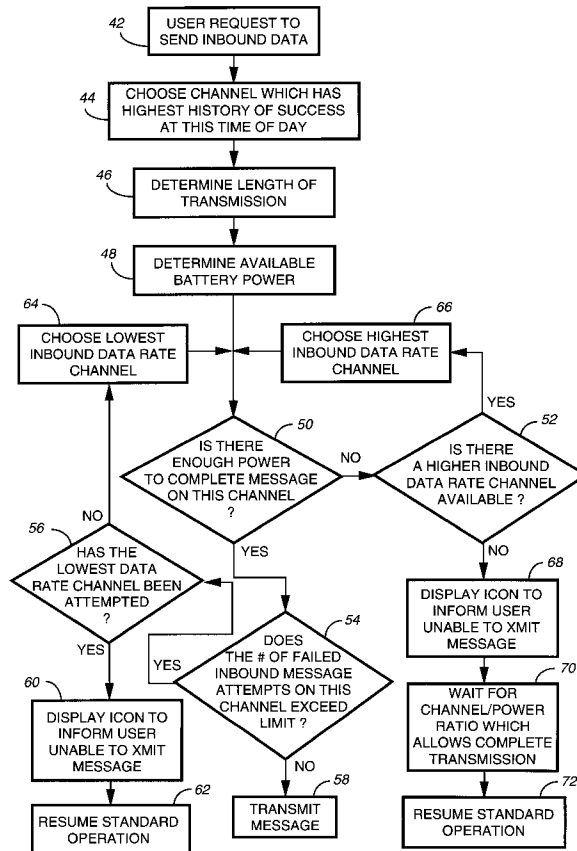 42
USER REQUEST TO
SEND INBOUND DATA
44
CHOOSE CHANNEL WHICH HAS
HIGHEST HISTORY OF SUCCESS
AT THIS TIME OF DAY
46
DETERMINE LENGTH OF
TRANSMISSION
48
DETERMINE AVAILABLE
BATTERY POWER
64
CHOOSE LOWEST
INBOUND DATA RATE
CHANNEL
66
CHOOSE HIGHEST
INBOUND DATA RATE
CHANNEL
YES
50
IS THERE
ENOUGH POWER
TO COMPLETE MESSAGE
ON THIS CHANNEL
?
NO
YES
52
IS THERE
A HIGHER INBOUND
DATA RATE CHANNEL
AVAILABLE ?
NO
NO
56
HAS THE
LOWEST DATA
RATE CHANNEL BEEN
ATTEMPTED
?
YES
54
DOES
THE # OF FAILED
INBOUND MESSAGE
ATTEMPTS ON THIS
CHANNEL EXCEED
LIMIT ?
YES
NO
68
DISPLAY ICON TO
INFORM USER
UNABLE TO XMIT
MESSAGE
70
WAIT FOR
CHANNEL/POWER
RATIO WHICH
ALLOWS COMPLETE
TRANSMISSION
60
DISPLAY ICON TO
INFORM USER
UNABLE TO XMIT
MESSAGE
62
RESUME STANDARD
OPERATION
58
TRANSMIT
MESSAGE
72
RESUME STANDARD
OPERATION